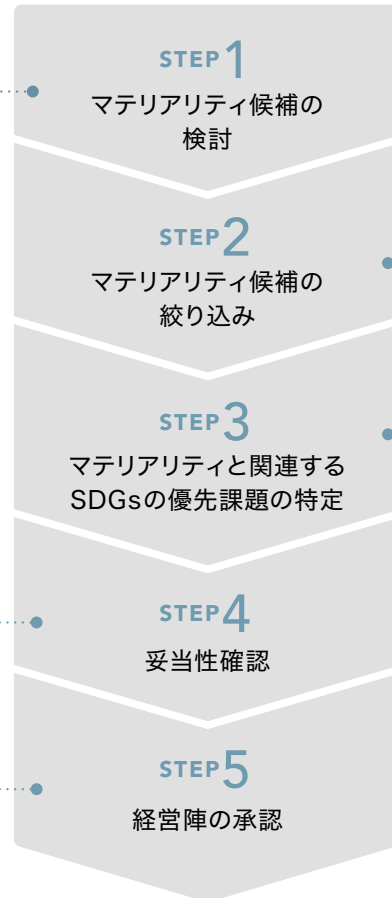 STEP1
マテリアリティ候補の
検討
STEP2
マテリアリティ候補の
絞り込み
STEP3
マテリアリティと関連する
SDGsの優先課題の特定
STEP4
妥当性確認
STEP5
経営陣の承認